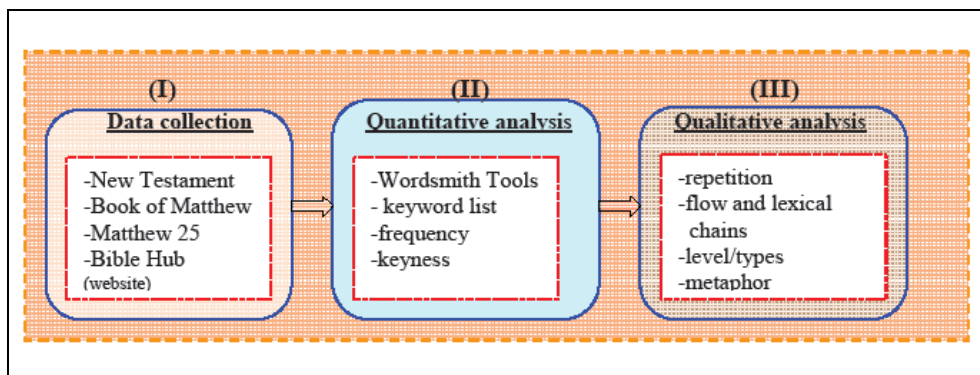 (I)
Data collection
-New Testament
-Book of Matthew
-Matthew 25
-Bible Hub
(website)
(II)
Quantitative analysis
-Wordsmith Tools
- keyword list
-frequency
-keyness
(III)
Qualitative analysis
-repetition
-flow and lexical
chains
-level/types
-metaphor